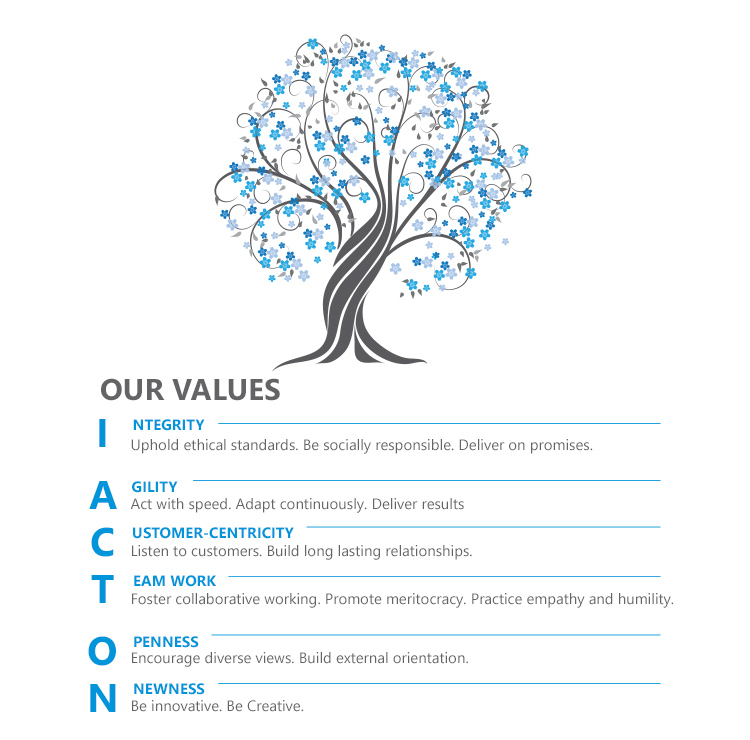 OUR VALUES
I NTEGRITY
Uphold ethical standards. Be socially responsible. Deliver on promises.
A GILITY
Act with speed. Adapt continuously. Deliver results
C USTOMER-CENTRICITY
Listen to customers. Build long lasting relationships.
T EAM WORK
Foster collaborative working. Promote meritocracy. Practice empathy and humility.
O PENNESS
Encourage diverse views. Build external orientation.
N NEWNESS
Be innovative. Be Creative.